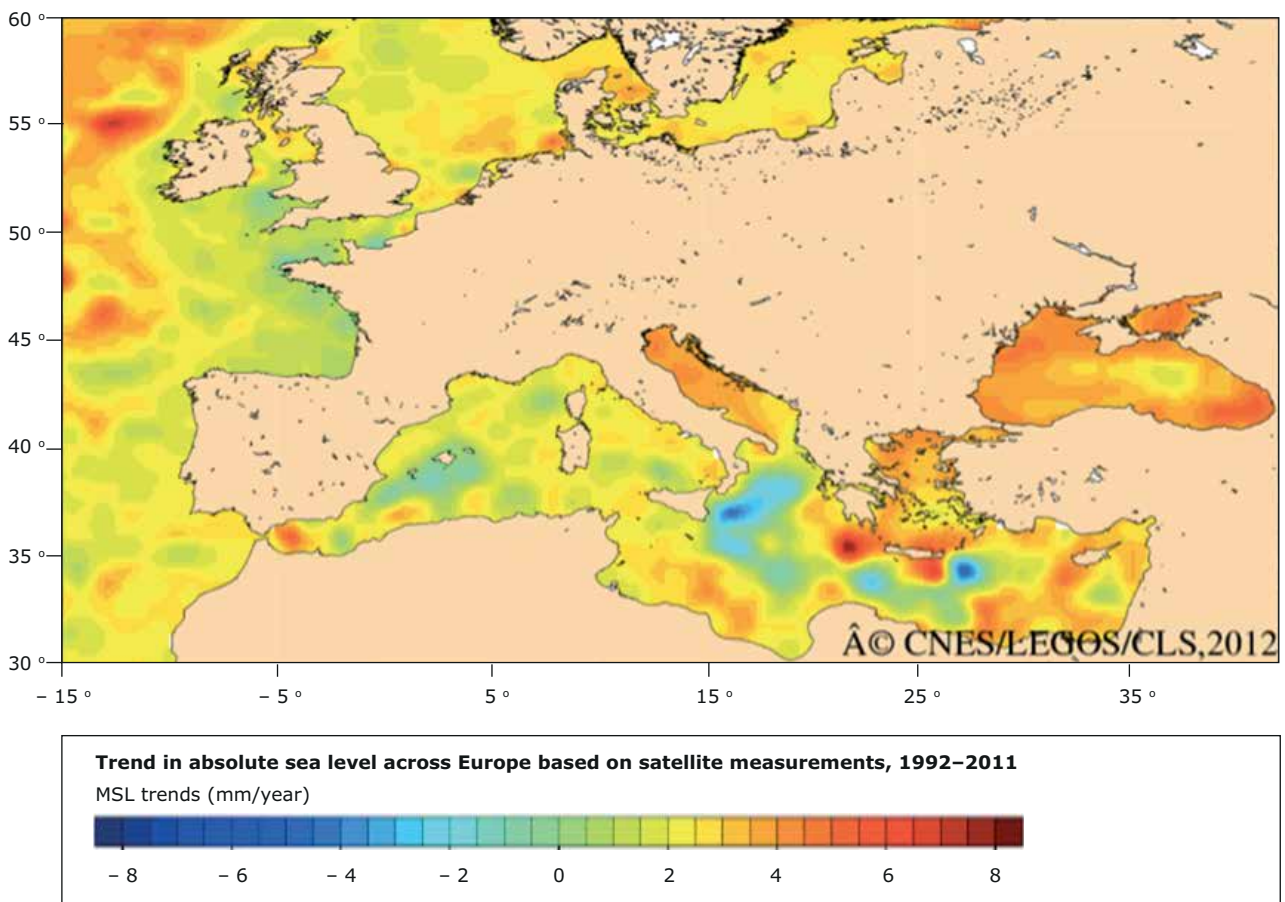 60 °
55 °
50 °
45 °
40 °
35 °
30 °
Â© CNES/LEGOS/CLS,2012
– 15 ° – 5 ° 5 ° 15 ° 25 ° 35 °
Trend in absolute sea level across Europe based on satellite measurements, 1992–2011
MSL trends (mm/year)
– 8 – 6 – 4 – 2 0 2 4 6 8